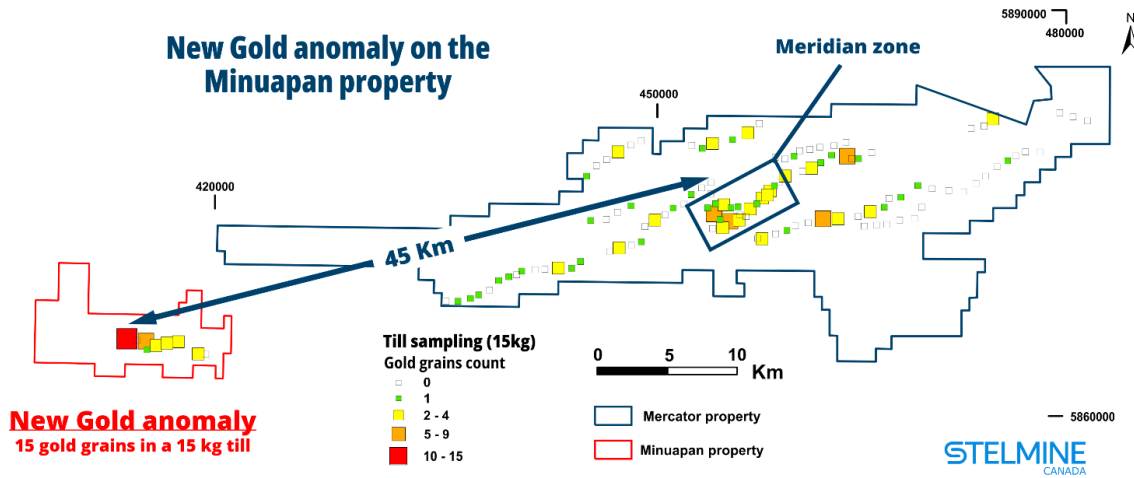 New Gold anomaly on the
Minuapan property
Meridian zone
5890000
480000
N
450000
420000
45 Km
Till sampling (15kg)
Gold grains count
0
1
2 - 4
5 - 9
10 - 15
0 5 10
Km
Mercator property
Minuapan property
New Gold anomaly
15 gold grains in a 15 kg till
5860000
STELMINE
CANADA